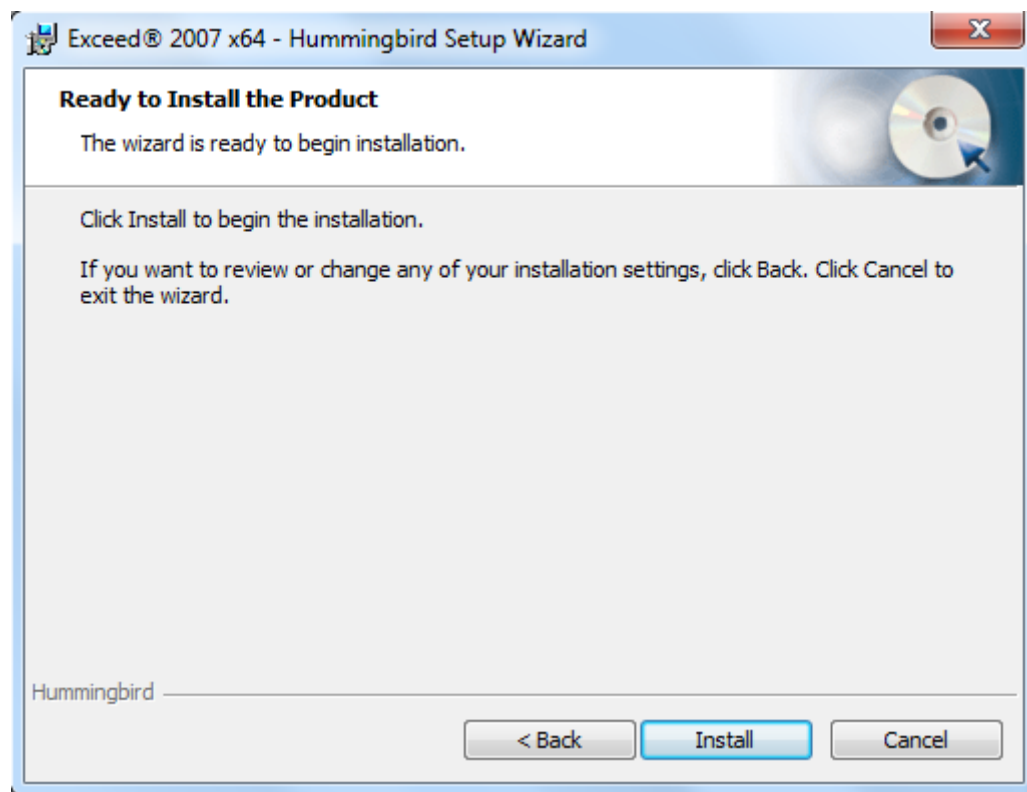 Exceed® 2007 x64 - Hummingbird Setup Wizard
Ready to Install the Product
The wizard is ready to begin installation.
Click Install to begin the installation.
If you want to review or change any of your installation settings, click Back. Click Cancel to
exit the wizard.
Hummingbird
< Back Install Cancel